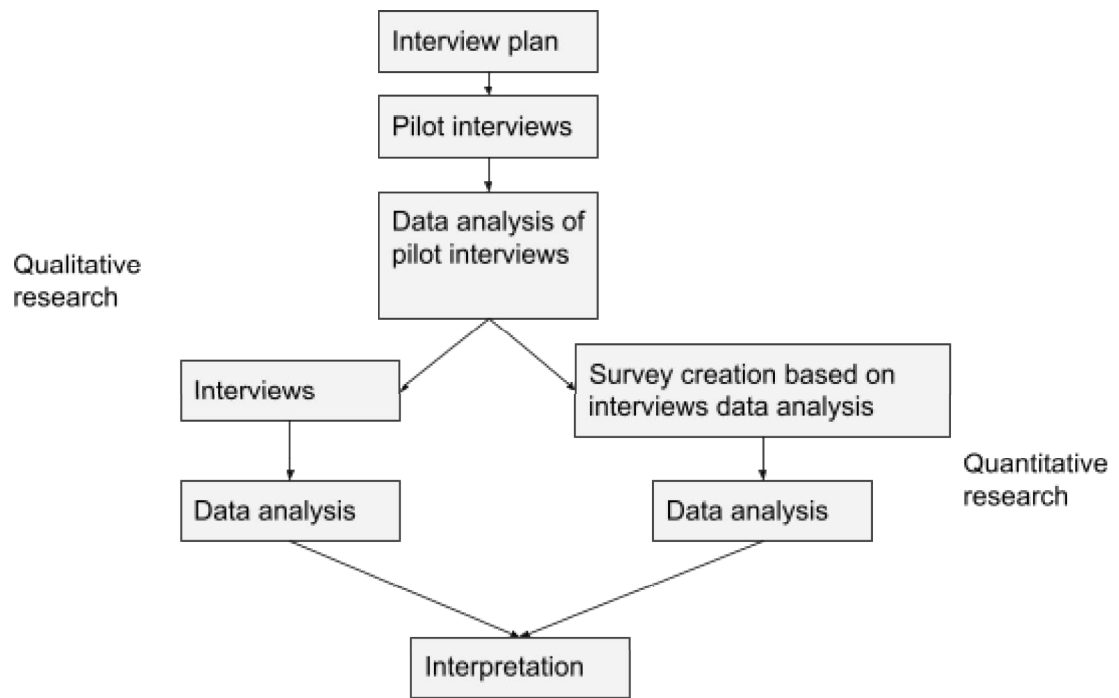 Interview plan
Pilot interviews
Data analysis of
pilot interviews
Qualitative
research
Interviews
Survey creation based on
interviews data analysis
Quantitative
research
Data analysis
Data analysis
Interpretation